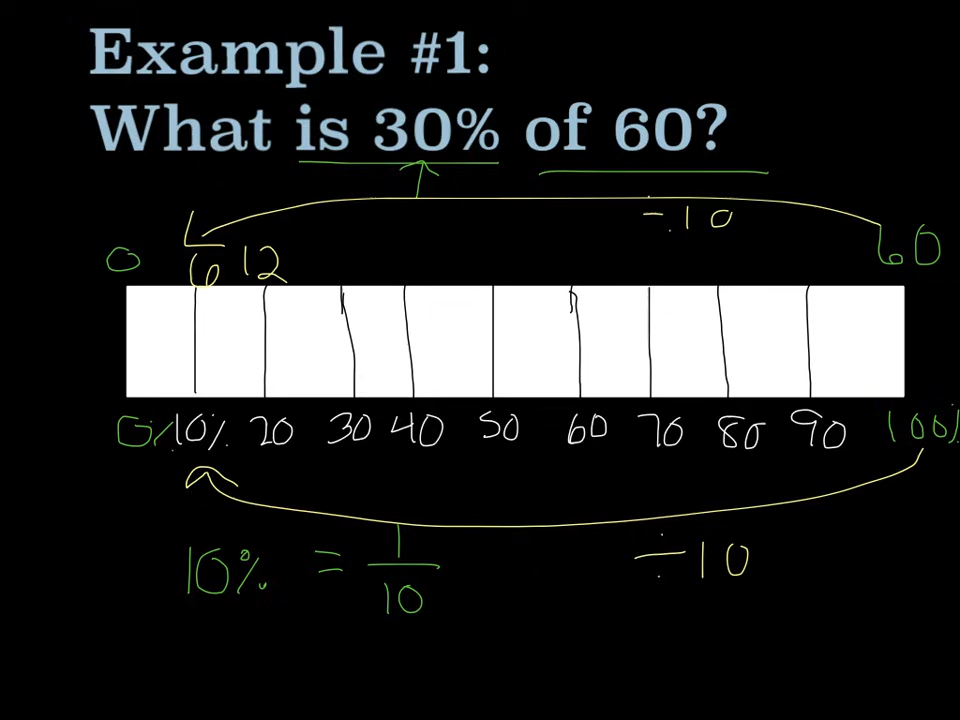 Example #1:
What is 30% of 60?
÷10
0 6 12 60
0% 10% 20 30 40 50 60 70 80 90 100%
10% = 1/10 ÷10